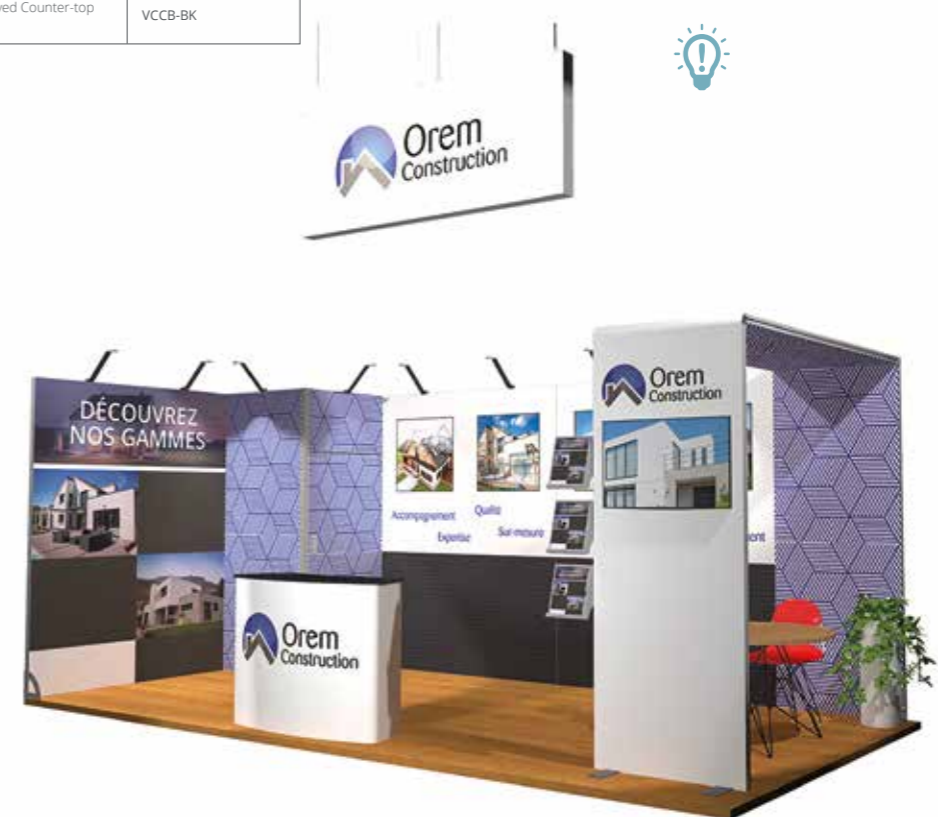 ved Counter-top
VCCB-BK
Orem
Construction
DÉCOUVREZ
NOS GAMMES
Accompagnement
Qualité
Expertise
Sur-mesure
Orem
Construction
Orem
Construction